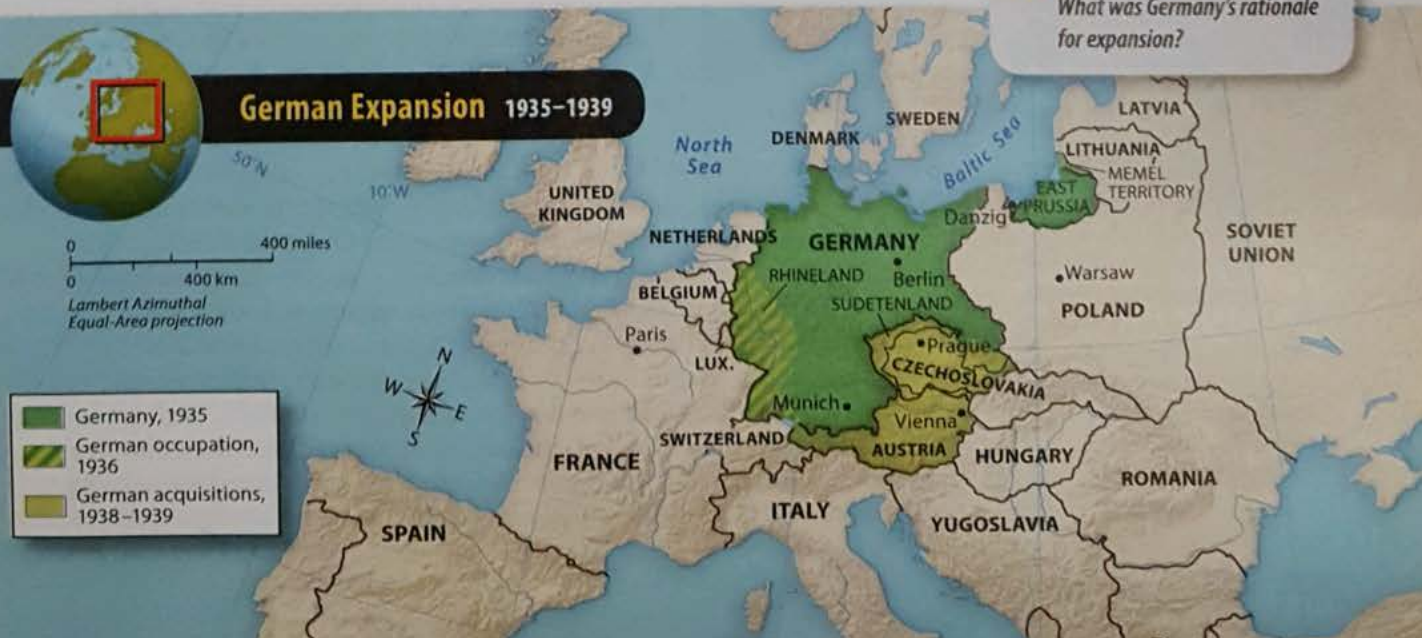 What was Germany's rationale
for expansion?
German Expansion 1935–1939
50°N
10°W
0 400 miles
0 400 km
Lambert Azimuthal
Equal-Area projection
N
W
E
S
Germany, 1935
German occupation,
1936
German acquisitions,
1938–1939
North
Sea
Baltic Sea
DENMARK
SWEDEN
LATVIA
LITHUANIA
MEMEL
TERRITORY
EAST
PRUSSIA
Danzig
UNITED
KINGDOM
NETHERLANDS
GERMANY
Berlin
RHINELAND
SUDETENLAND
SOVIET
UNION
Warsaw
POLAND
BELGIUM
Paris
LUX.
Prague
CZECHOSLOVAKIA
Munich
Vienna
SWITZERLAND
AUSTRIA
HUNGARY
FRANCE
ROMANIA
ITALY
YUGOSLAVIA
SPAIN